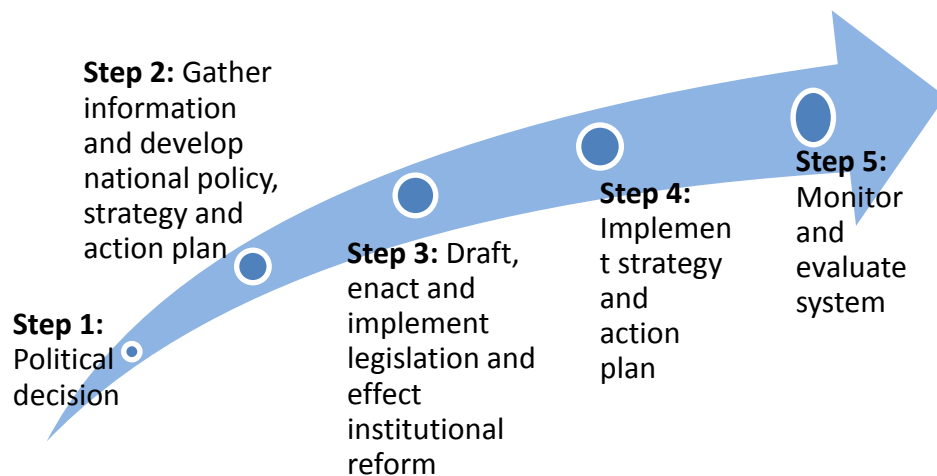 Step 1:
Political
decision
Step 2: Gather
information
and develop
national policy,
strategy and
action plan
Step 3: Draft,
enact and
implement
legislation and
effect
institutional
reform
Step 4:
Implemen
t strategy
and
action
plan
Step 5:
Monitor
and
evaluate
system